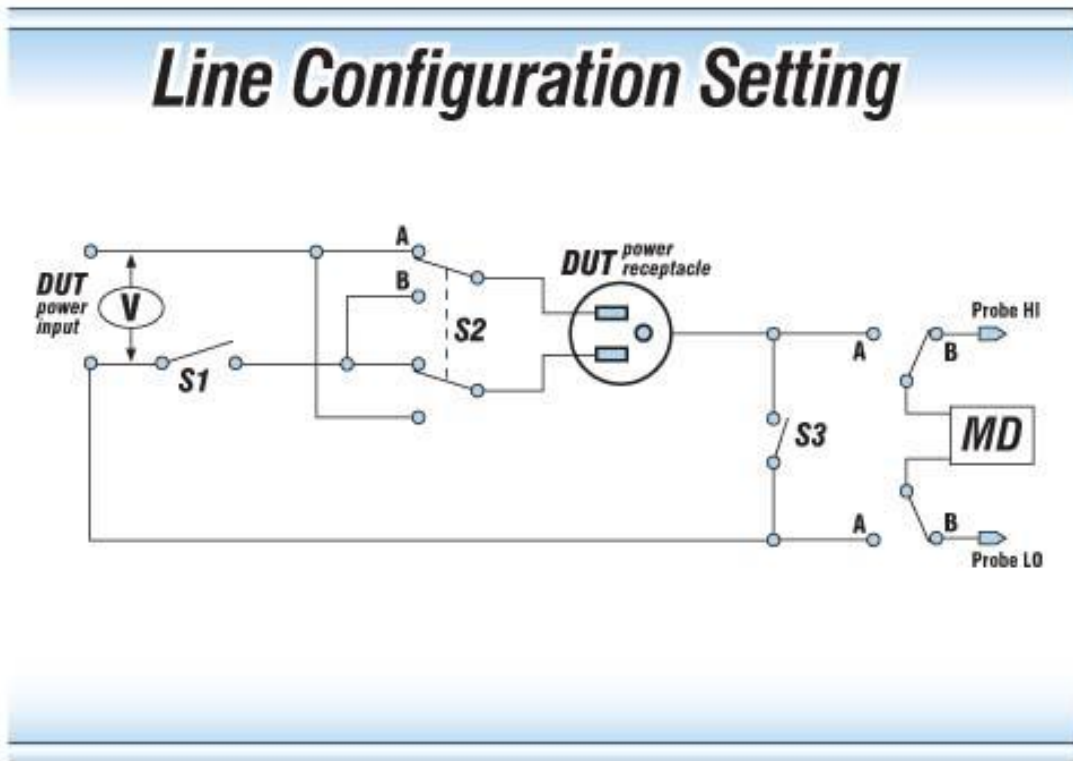 Line Configuration Setting
A
DUT power receptacle
DUT power input
V
B
S2
Probe HI
A
B
S1
MD
S3
A
B
Probe LO